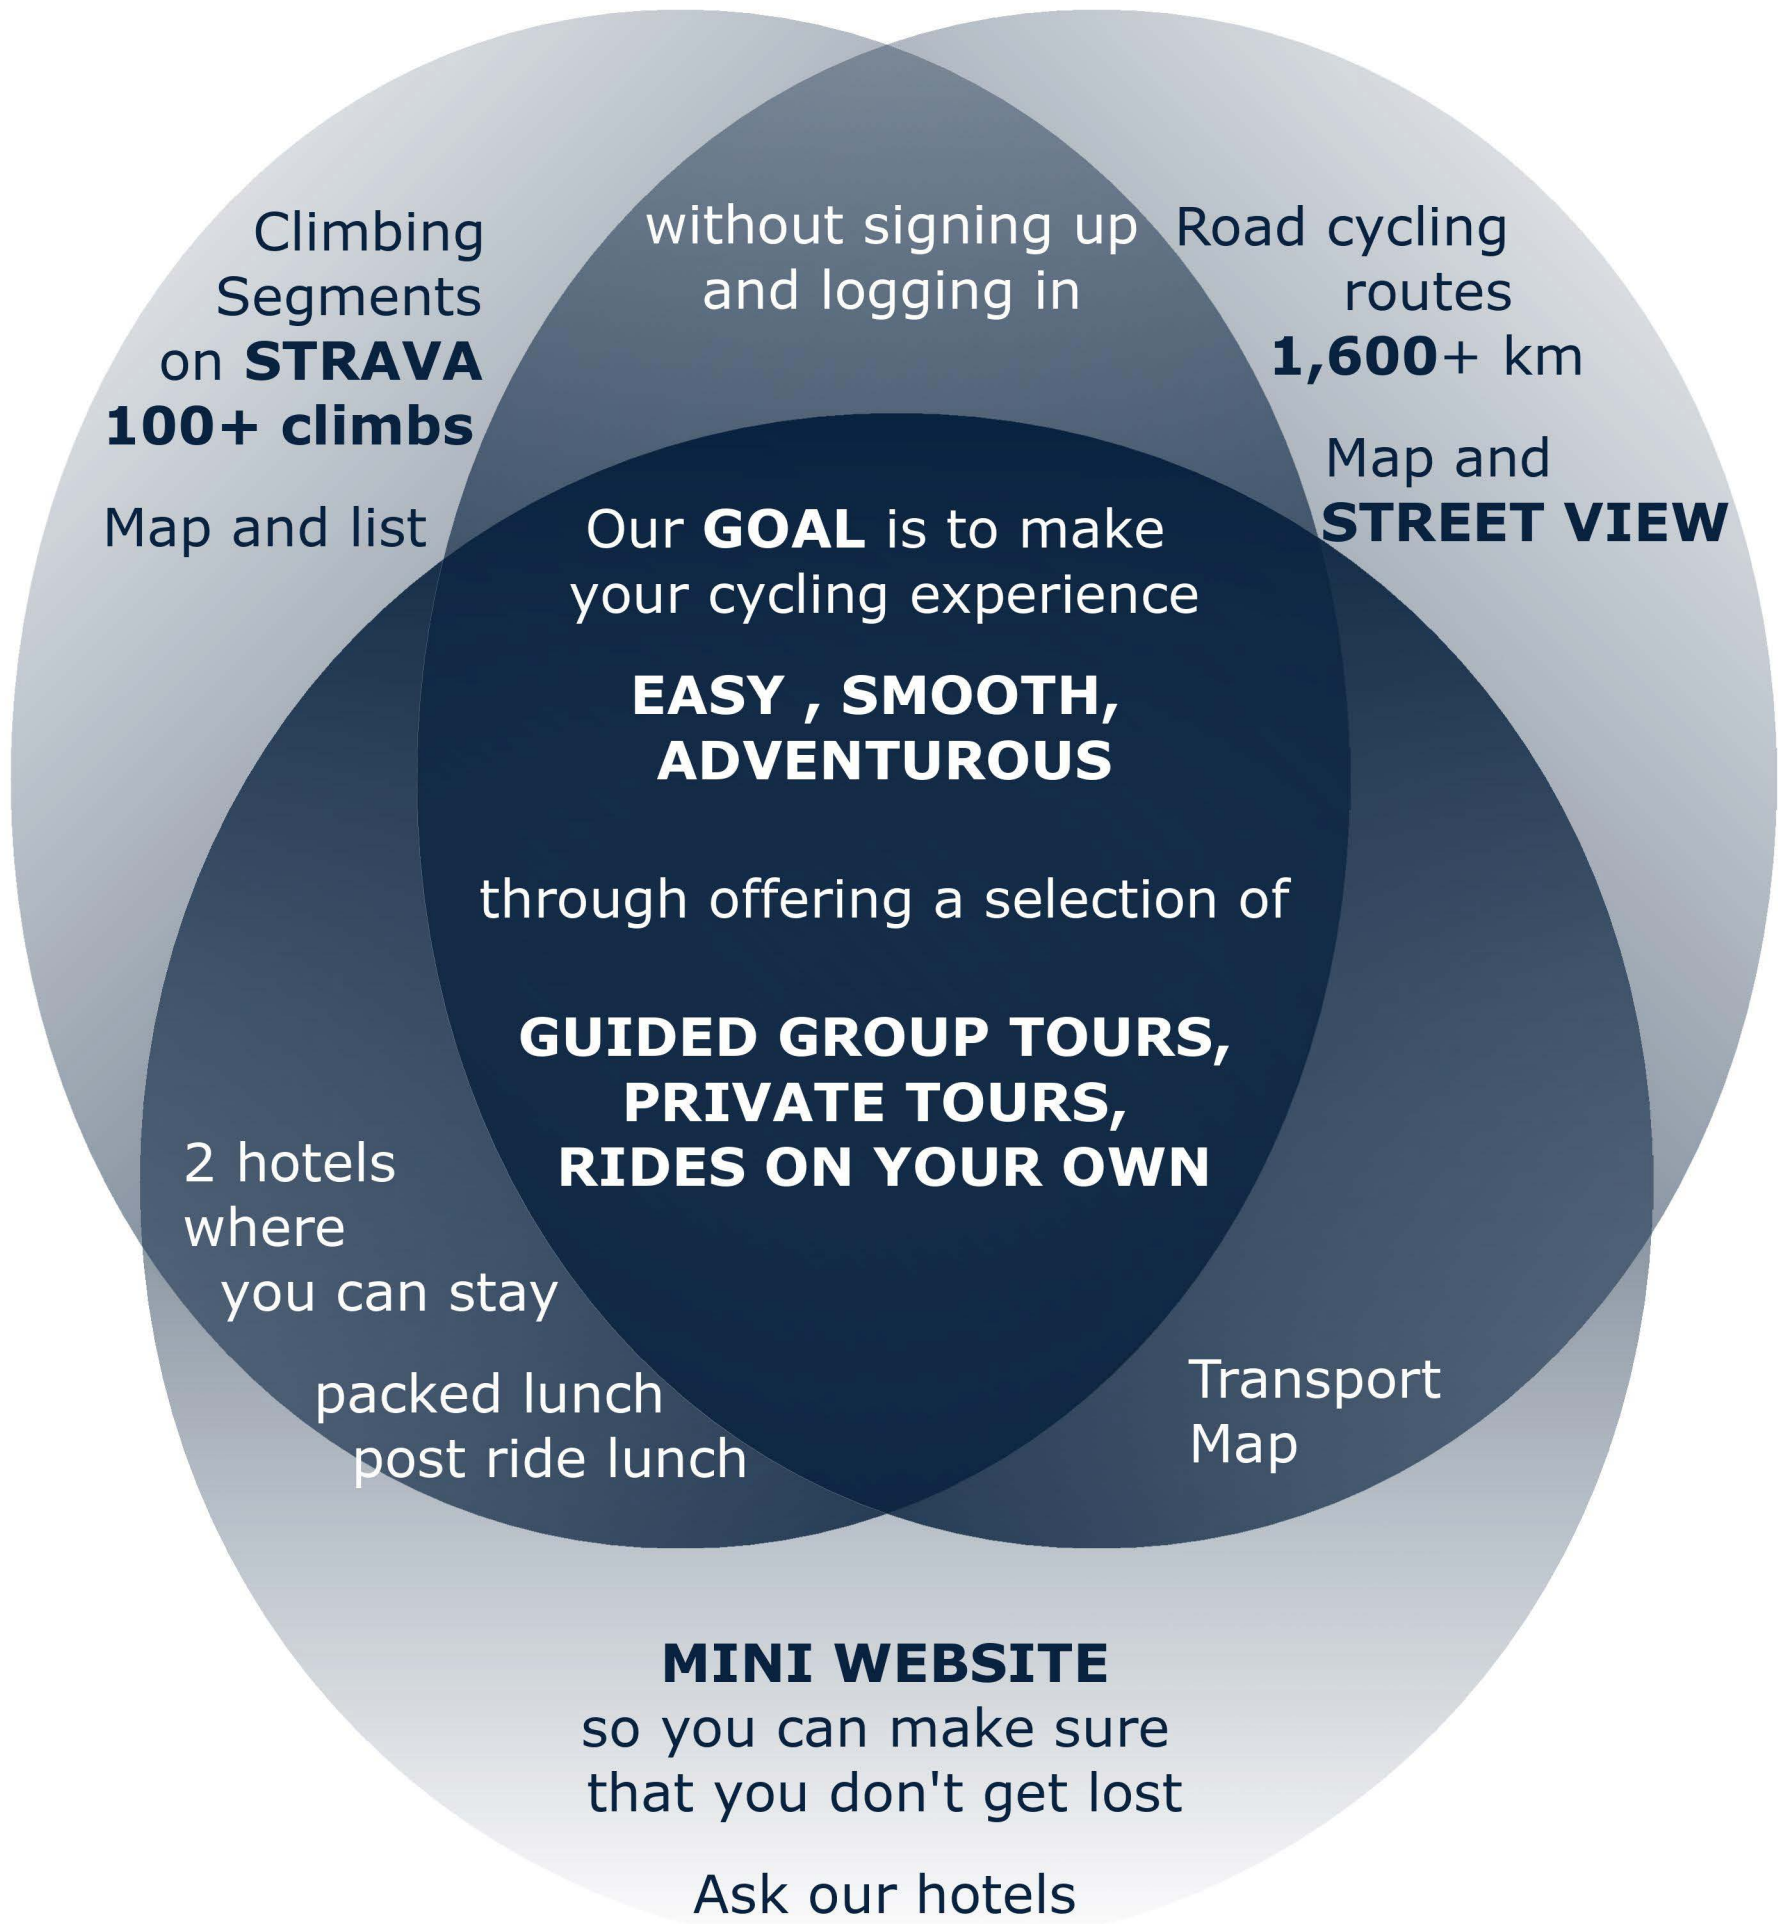 Climbing
Segments
on STRAVA
100+ climbs
Map and list
without signing up
and logging in
Road cycling
routes
1,600+ km
Map and
STREET VIEW
Our GOAL is to make
your cycling experience
EASY , SMOOTH,
ADVENTUROUS
through offering a selection of
GUIDED GROUP TOURS,
PRIVATE TOURS,
RIDES ON YOUR OWN
2 hotels
where
you can stay
packed lunch
post ride lunch
Transport
Map
MINI WEBSITE
so you can make sure
that you don't get lost
Ask our hotels